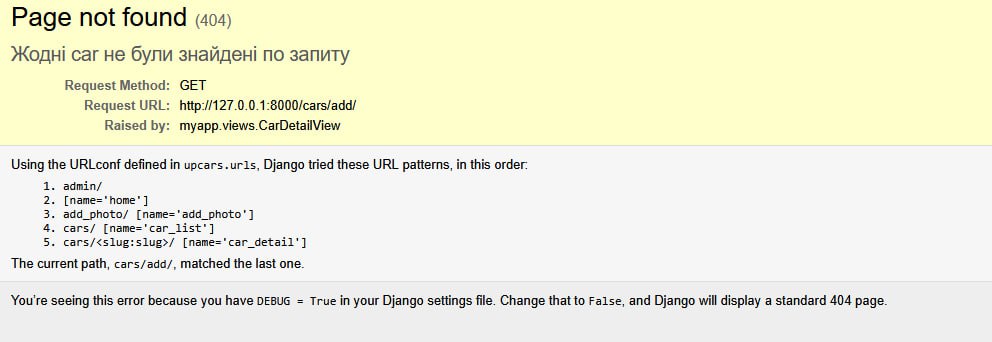 Page not found (404)
Жодні car не були знайдені по запиту
Request Method: GET
Request URL: http://127.0.0.1:8000/cars/add/
Raised by: myapp.views.CarDetailView
Using the URLconf defined in upcars.urls, Django tried these URL patterns, in this order:
1. admin/
2. [name='home']
3. add_photo/ [name='add_photo']
4. cars/ [name='car_list']
5. cars/<slug:slug>/ [name='car_detail']
The current path, cars/add/, matched the last one.
You're seeing this error because you have DEBUG = True in your Django settings file. Change that to False, and Django will display a standard 404 page.